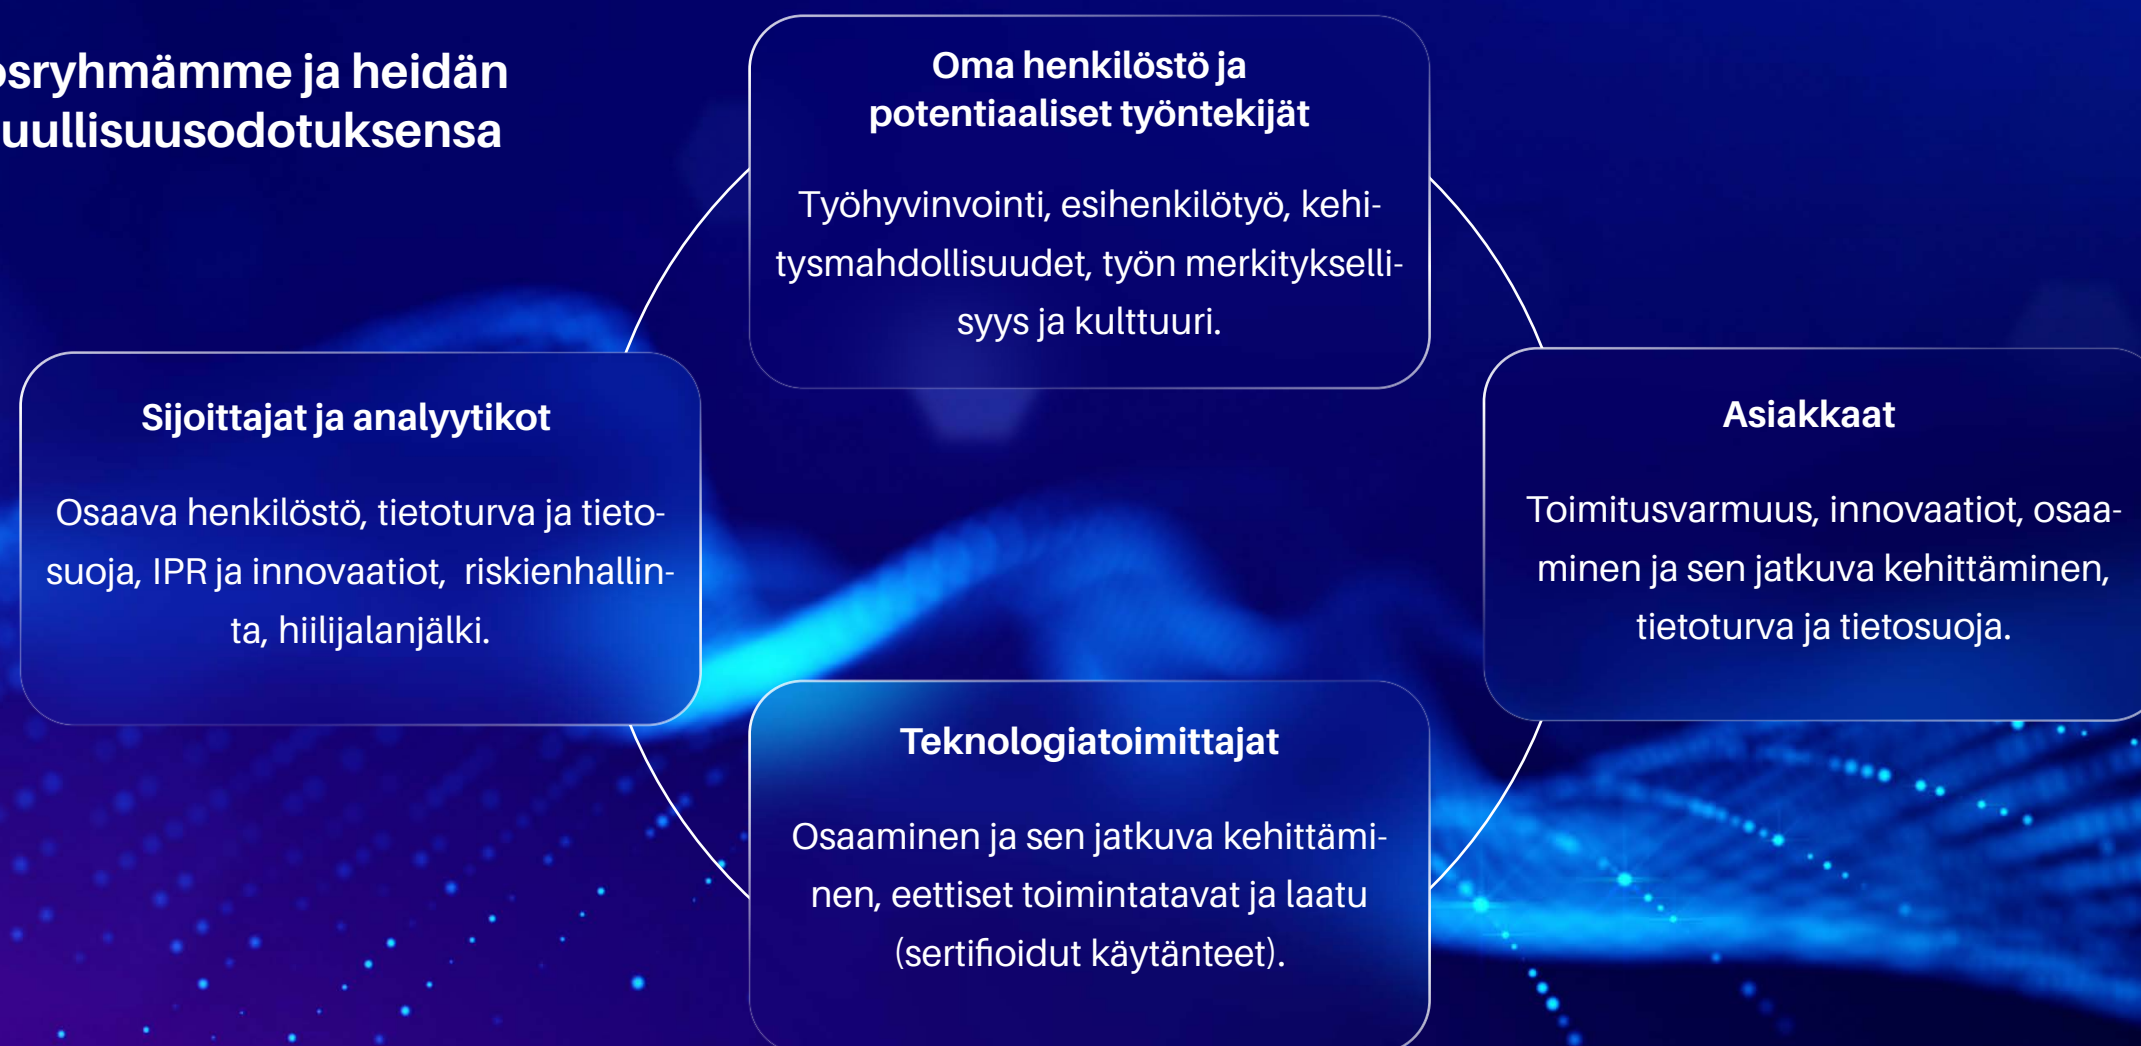 osryhmämme ja heidän
uullisuusodotuksensa
Oma henkilöstö ja
potentiaaliset työntekijät
Työhyvinvointi, esihenkilötyö, kehi-
tysmahdollisuudet, työn merkitykselli-
syys ja kulttuuri.
Sijoittajat ja analyytikot
Osaava henkilöstö, tietoturva ja tieto-
suoja, IPR ja innovaatiot, riskienhallin-
ta, hiilijalanjälki.
Asiakkaat
Toimitusvarmuus, innovaatiot, osaa-
minen ja sen jatkuva kehittäminen,
tietoturva ja tietosuoja.
Teknologiatoimittajat
Osaaminen ja sen jatkuva kehittämi-
nen, eettiset toimintatavat ja laatu
(sertifioidut käytänteet).